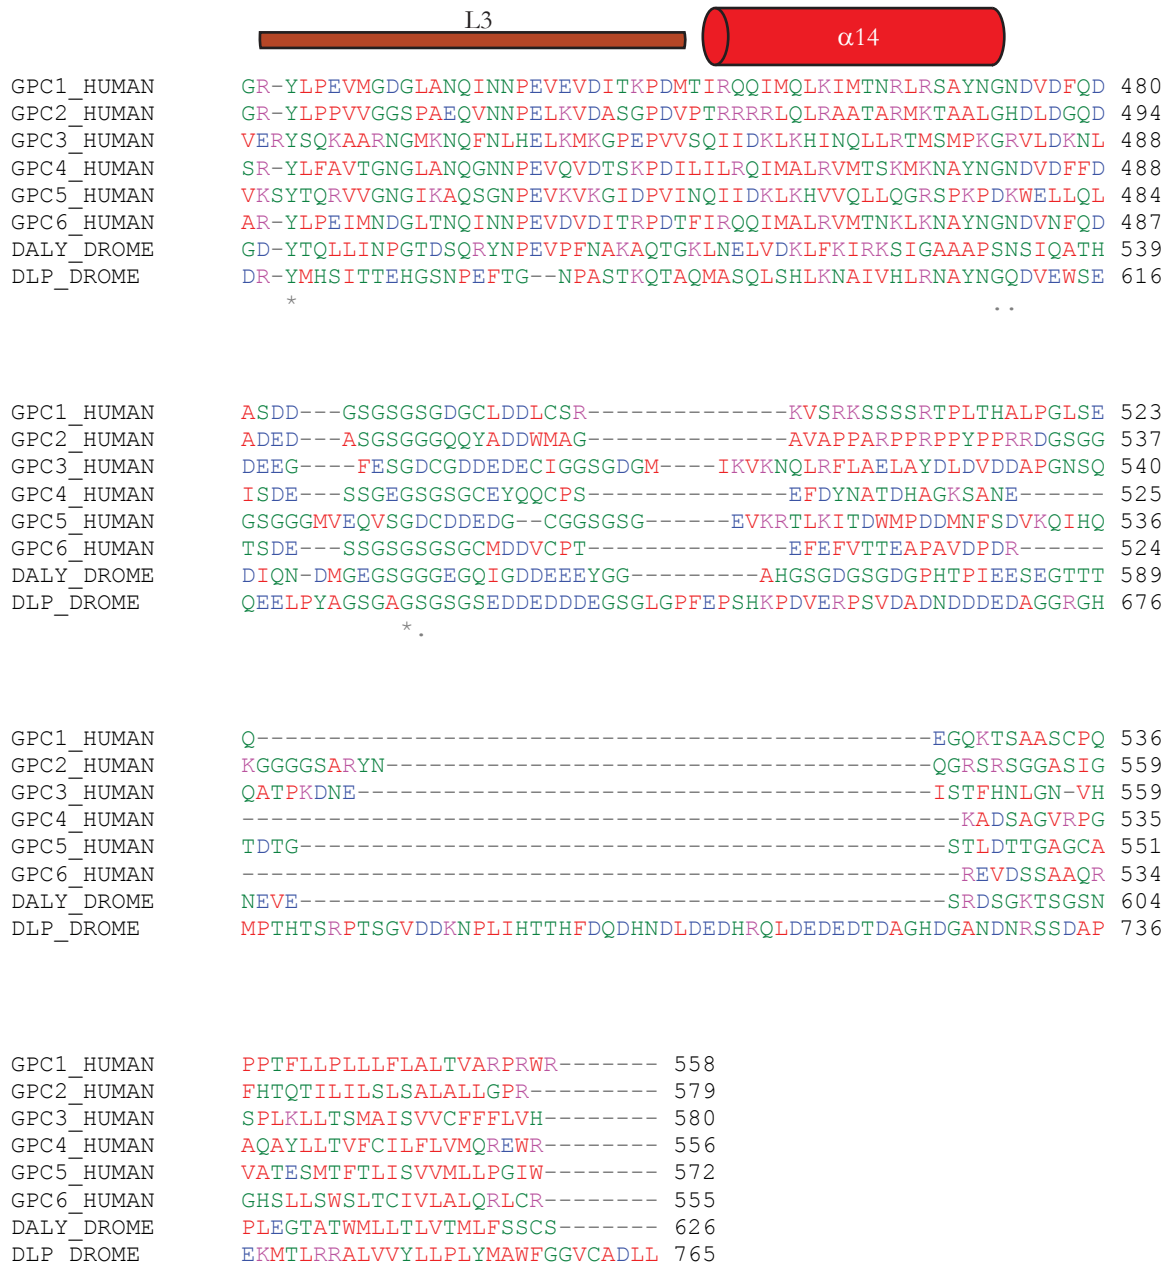 L3 α14
GPC1_HUMAN GR-YLPEVMGDGLANQINNPEVEVDITKPDMTIRQQIMQLKIMTNRLRSAYNGNDVDFQD 480
GPC2_HUMAN GR-YLPPVVGGSPAEQVNNPELKVDASGPDVPTRRRRLQLRAATARMKTAALGHDLDGQD 494
GPC3_HUMAN VERYSQKAARNGMKNQFNLHELKMKGPEPVVSQIIDKLKHINQLLRTMSMPKGRVLDKNL 488
GPC4_HUMAN SR-YLFAVTGNGLANQGNNPEVQVDTSKPDILILRQIMALRVMTSKMKNAYNGNDVDFFD 488
GPC5_HUMAN VKSYTQRVVGNGIKAQSGNPEVKVKGIDPVINQIIDKLKHVVQLLQGRSPKPDKWELLQL 484
GPC6_HUMAN AR-YLPEIMNDGLTNQINNPEVDVDITRPDTFIRQQIMALRVMTNKLKNAYNGNDVNFQD 487
DALY_DROME GD-YTQLLINPGTDSQRYNPEVPFNAKAQTGKLNELVDKLFKIRKSIGAAAPSNSIQATH 539
DLP_DROME DR-YMHSITTEHGSNPEFTG--NPASTKQTAQMASQLSHLKNAIVHLRNAYNGQDVEWSE 616
* ..
GPC1_HUMAN ASDD---GSGSGSGDGCLDDLCSR--------------KVSRKSSSSRTPLTHALPGLSE 523
GPC2_HUMAN ADED---ASGSGGGQQYADDWMAG--------------AVAPPARPPRPPYPPRRDGSGG 537
GPC3_HUMAN DEEG----FESGDCGDDEDECIGGSGDGM----IKVKNQLRFLAELAYDLDVDDAPGNSQ 540
GPC4_HUMAN ISDE---SSGEGSGSGCEYQQCPS--------------EFDYNATDHAGKSANE------ 525
GPC5_HUMAN GSGGGMVEQVSGDCDDEDG--CGGSGSG------EVKRTLKITDWMPDDMNFSDVKQIHQ 536
GPC6_HUMAN TSDE---SSGSGSGSGCMDDVCPT--------------EFEFVTTEAPAVDPDR------ 524
DALY_DROME DIQN-DMGEGSGGGEGQIGDDEEEYGG---------AHGSGDGSGDGPHTPIEESEGTTT 589
DLP_DROME QEELPYAGSGAGSGSGSEDDEDDDEGSGLGPFEPSHKPDVERPSVDADNDDDEDAGGRGH 676
*.
GPC1_HUMAN Q-----------------------------------------------EGQKTSAASCPQ 536
GPC2_HUMAN KGGGGSARYN--------------------------------------QGRSRSGGASIG 559
GPC3_HUMAN QATPKDNE----------------------------------------ISTFHNLGN-VH 559
GPC4_HUMAN --------------------------------------------------KADSAGVRPG 535
GPC5_HUMAN TDTG---------------------------------------------STLDTTGAGCA 551
GPC6_HUMAN --------------------------------------------------REVDSSAAQR 534
DALY_DROME NEVE---------------------------------------------SRDSGKTSGSN 604
DLP_DROME MPTHTSRPTSGVDDKNPLIHTTHFDQDHNDLDEDHRQLDEDEDTDAGHDGANDNRSSDAP 736
GPC1_HUMAN PPTFLLPLLLFLALTVARPRWR------- 558
GPC2_HUMAN FHTQTILILSLSALALLGPR--------- 579
GPC3_HUMAN SPLKLLTSMAISVVCFFFLVH-------- 580
GPC4_HUMAN AQAYLLTVFCILFLVMQREWR-------- 556
GPC5_HUMAN VATESMTFTLISVVMLLPGIW-------- 572
GPC6_HUMAN GHSLLSWSLTCIVLALQRLCR-------- 555
DALY_DROME PLEGTATWMLLTLVTMLFSSCS------- 626
DLP_DROME EKMTLRRALVVYLLPLYMAWFGGVCADLL 765